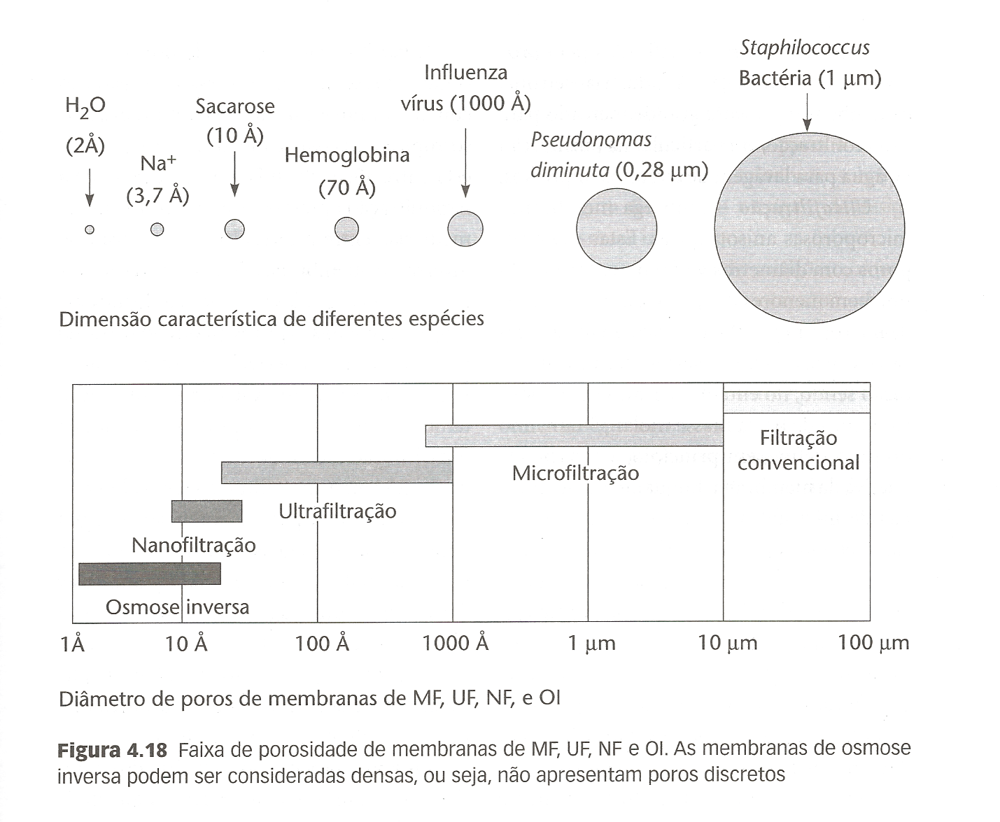 H₂O
(2Å)
Na⁺
(3,7 Å)
Sacarose
(10 Å)
Hemoglobina
(70 Å)
Influenza
vírus (1000 Å)
Pseudonomas
diminuta (0,28 µm)
Staphilococcus
Bactéria (1 µm)
Dimensão característica de diferentes espécies
Filtração
convencional
Microfiltração
Ultrafiltração
Nanofiltração
Osmose inversa
1Å 10 Å 100 Å 1000 Å 1 µm 10 µm 100 µm
Diâmetro de poros de membranas de MF, UF, NF, e OI
Figura 4.18 Faixa de porosidade de membranas de MF, UF, NF e OI. As membranas de osmose
inversa podem ser consideradas densas, ou seja, não apresentam poros discretos